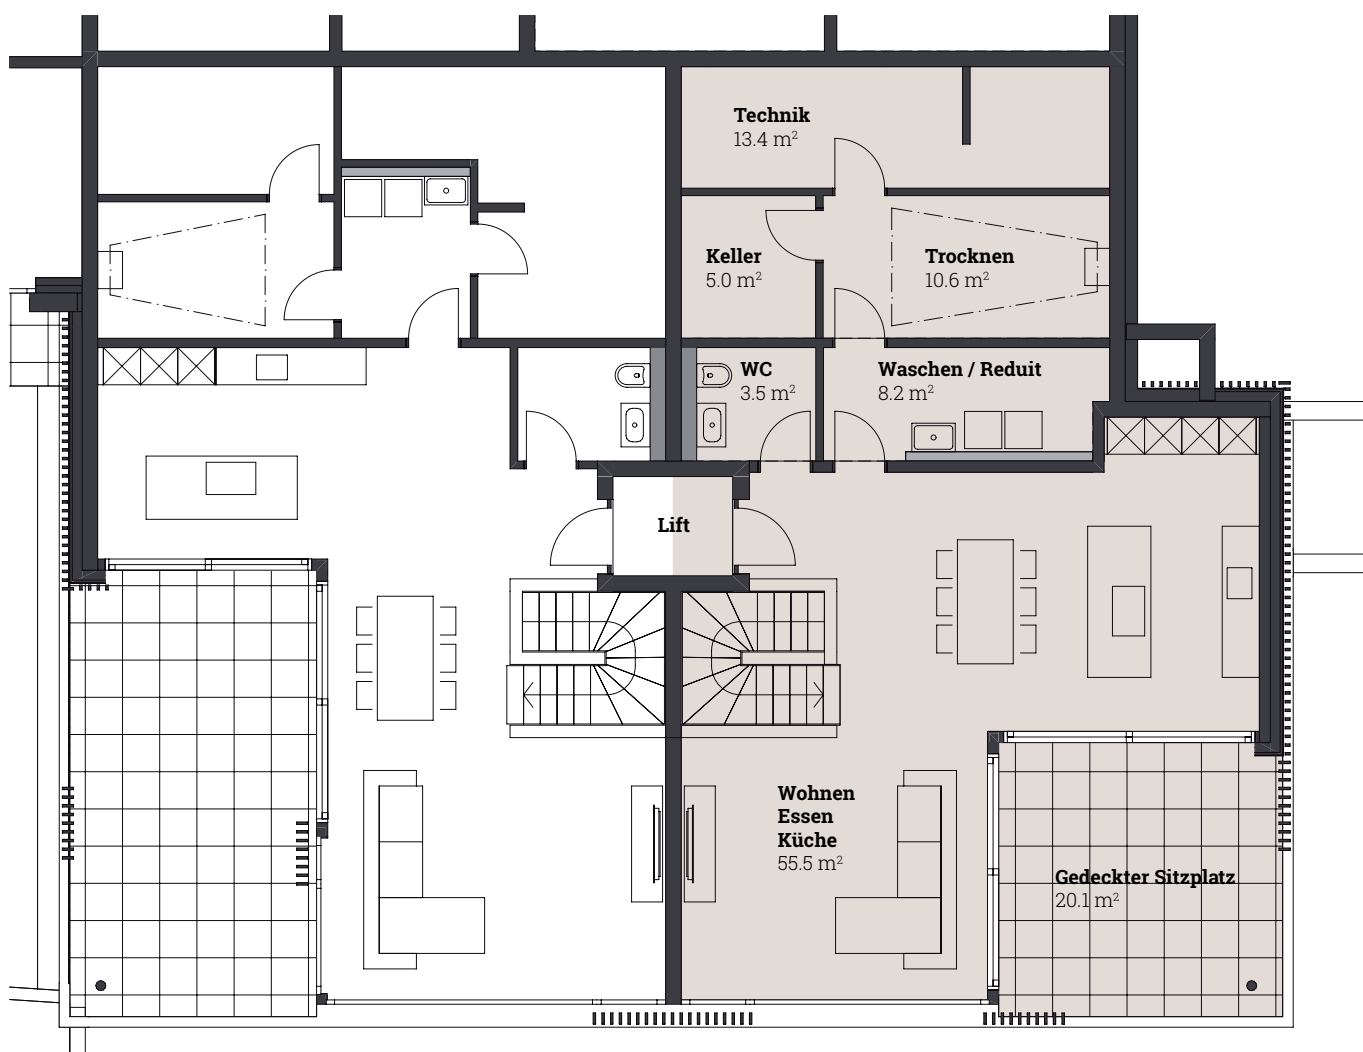 Technik
13.4 m²
Keller
5.0 m²
Trocknen
10.6 m²
WC
3.5 m²
Waschen / Reduit
8.2 m²
Lift
Wohnen
Essen
Küche
55.5 m²
Gedeckter Sitzplatz
20.1 m²